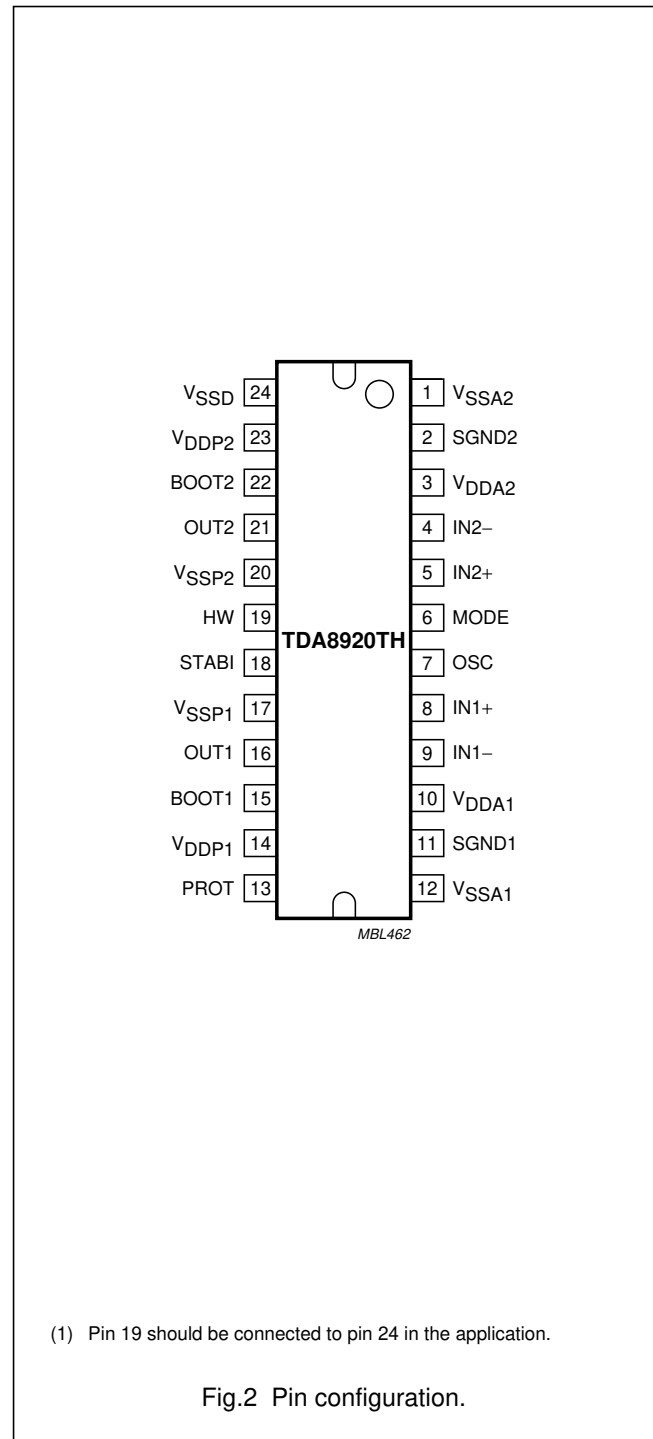 VSSD 24 1 VSSA2
VDDP2 23 2 SGND2
BOOT2 22 3 VDDA2
OUT2 21 4 IN2−
VSSP2 20 5 IN2+
HW 19 6 MODE
TDA8920TH
STABI 18 7 OSC
VSSP1 17 8 IN1+
OUT1 16 9 IN1−
BOOT1 15 10 VDDA1
VDDP1 14 11 SGND1
PROT 13 12 VSSA1
MBL462
(1) Pin 19 should be connected to pin 24 in the application.
Fig.2 Pin configuration.